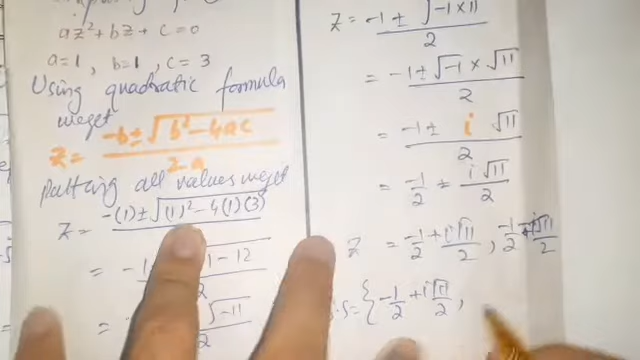 az² + bz + c = 0
a = 1, b = 1, c = 3
Using quadratic formula
we get
z = -b ± √b² - 4ac / 2a
Putting all values we get
z = -(1) ± √(1)² - 4(1)(3)
= -1 1 - 12
2
= √-11
2
z = -1 ± √-1 × 11 / 2
= -1 ± √-1 × √11 / 2
= -1 ± i √11 / 2
= -1/2 ± i√11 / 2
z = -1/2 + i√11 / 2 , -1/2 - i√11 / 2
S = { -1/2 + i√11 / 2 ,